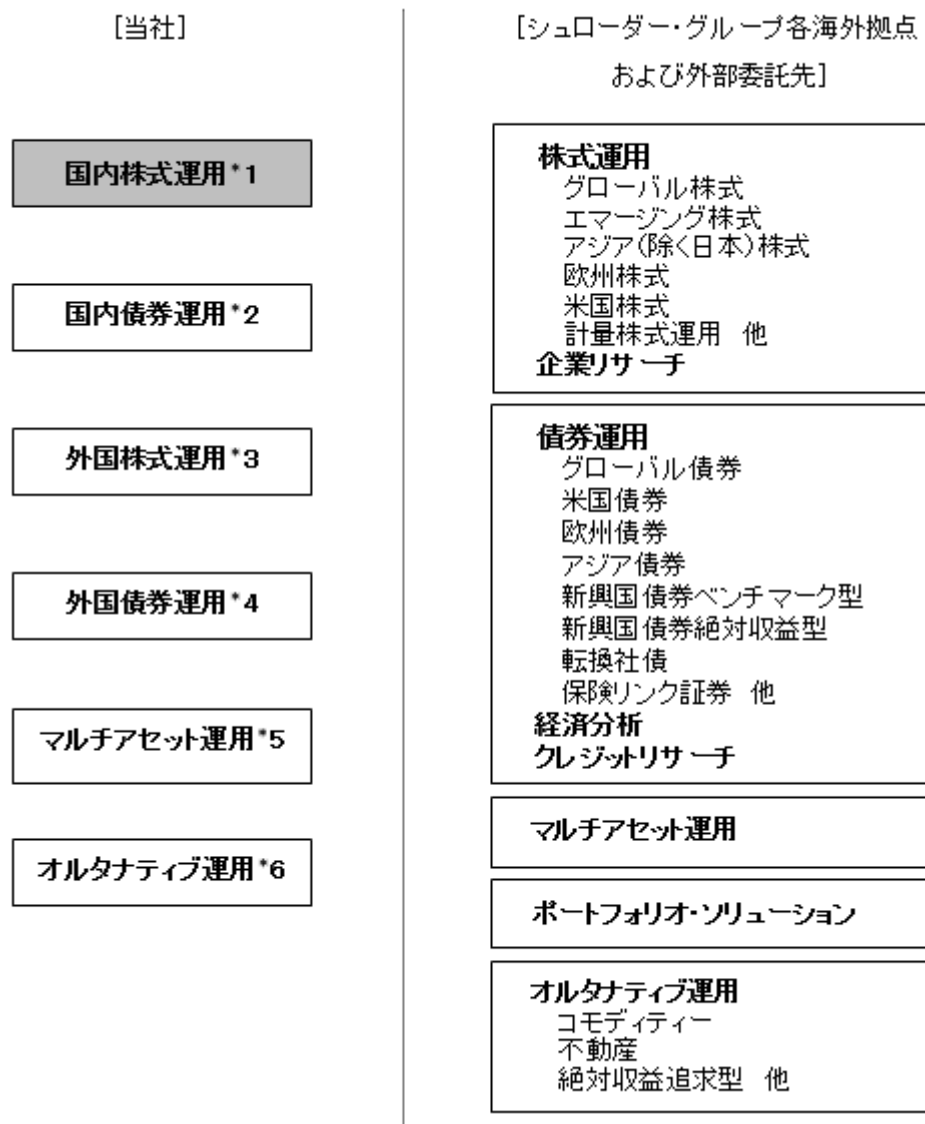 [当社]
国内株式運用*1
国内債券運用*2
外国株式運用*3
外国債券運用*4
マルチアセット運用*5
オルタナティブ運用*6
[シュローダー・グループ各海外拠点
および外部委託先]
株式運用
グローバル株式
エマージング株式
アジア(除く日本)株式
欧州株式
米国株式
計量株式運用 他
企業リサーチ
債券運用
グローバル債券
米国債券
欧州債券
アジア債券
新興国債券ベンチマーク型
新興国債券絶対収益型
転換社債
保険リンク証券 他
経済分析
クレジットリサーチ
マルチアセット運用
ポートフォリオ・ソリューション
オルタナティブ運用
コモディティー
不動産
絶対収益追求型 他